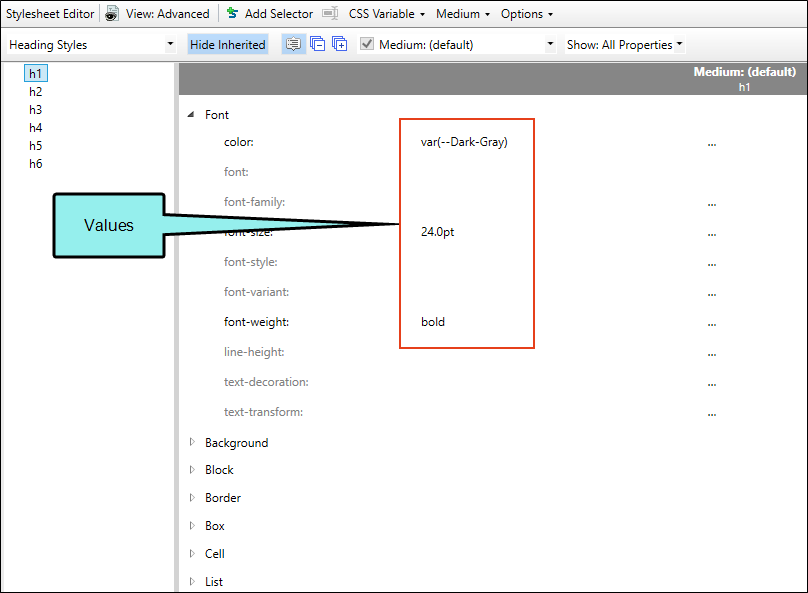 Stylesheet Editor View: Advanced Add Selector CSS Variable Medium Options
Heading Styles Hide Inherited Medium: (default) Show: All Properties
h1
h2
h3
h4
h5
h6
Medium: (default)
h1
Font
color: var(--Dark-Gray) ...
font:
font-family: ...
font-size: 24.0pt ...
font-style: ...
font-variant: ...
font-weight: bold ...
line-height: ...
text-decoration: ...
text-transform: ...
Background
Block
Border
Box
Cell
List
Values